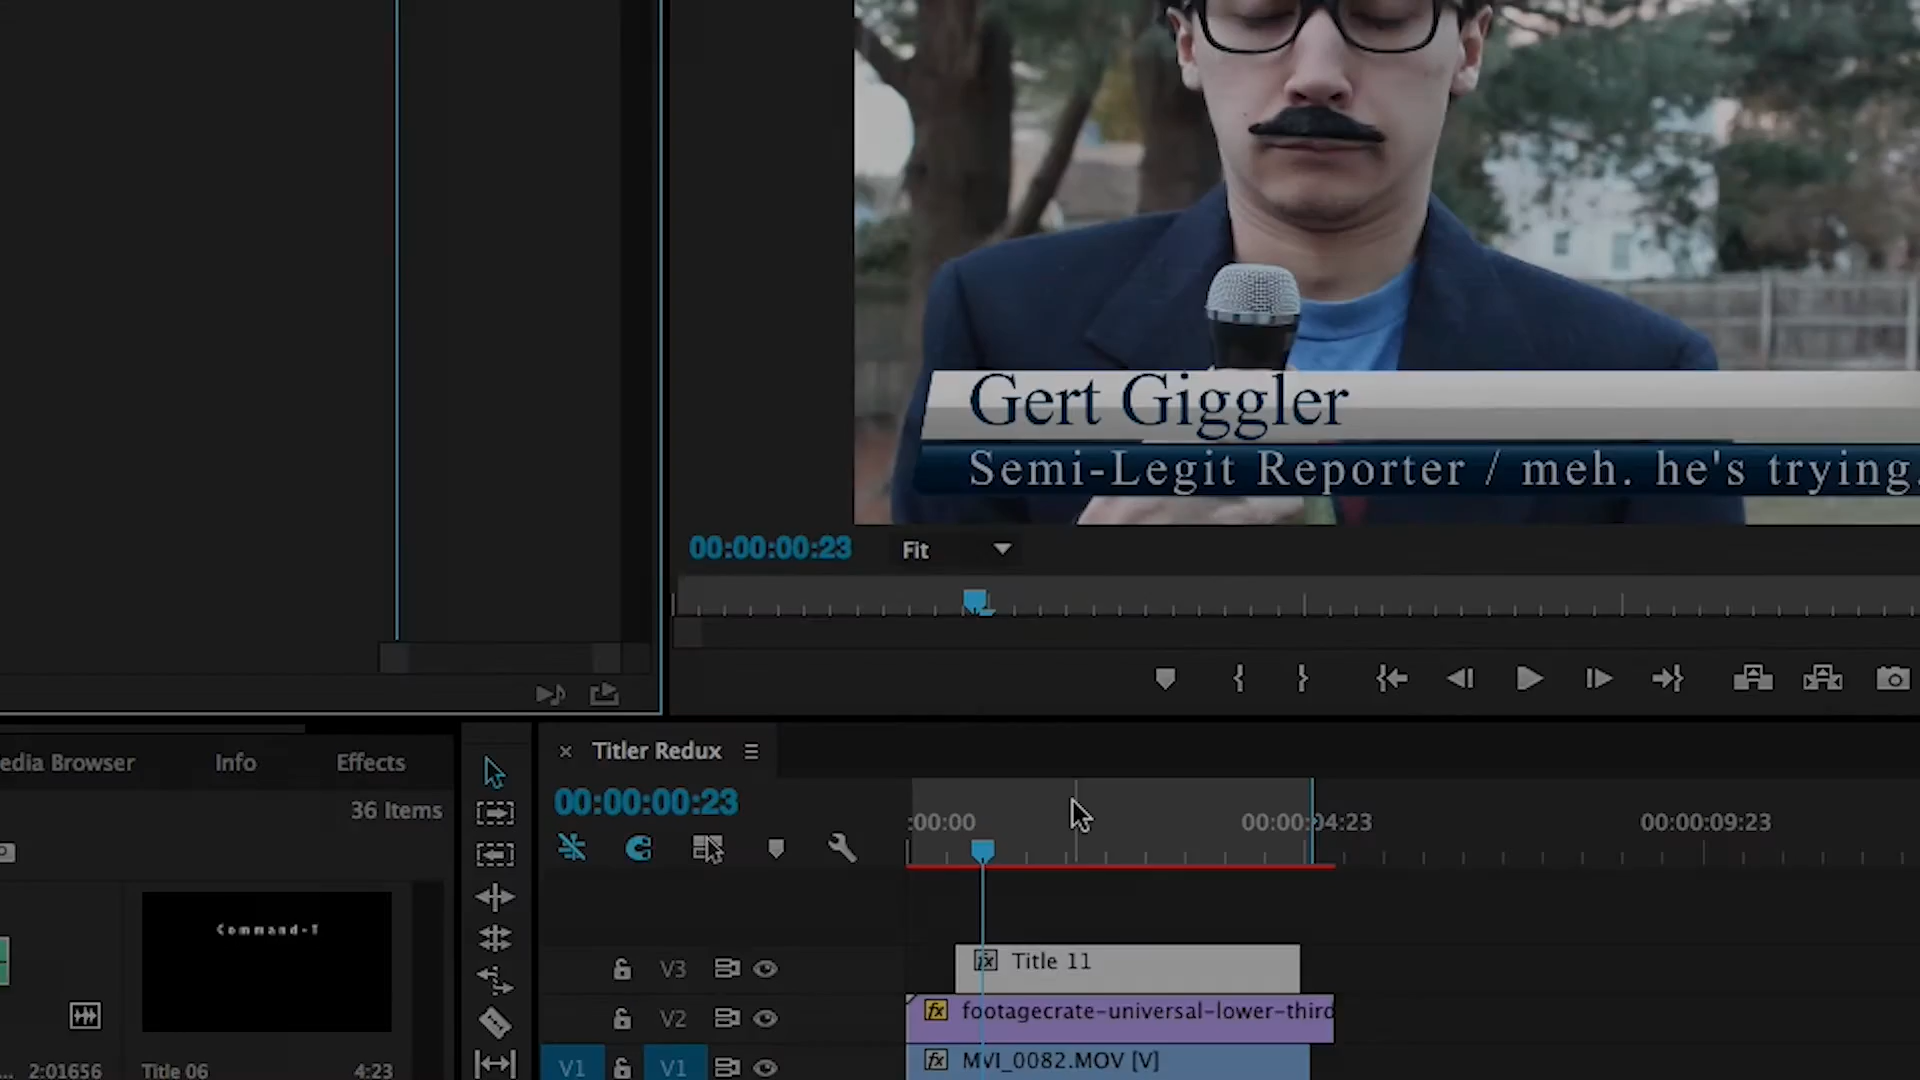 Gert Giggler
Semi-Legit Reporter / meh. he's trying.
00:00:00:23
Fit
edia Browser
Info
Effects
36 Items
Titler Redux
00:00:00:23
:00:00
00:00:04:23
00:00:09:23
Command-T
V3
Title 11
V2
fx footagecrate-universal-lower-third
V1
V1
fx MVI_0082.MOV [V]
2:01656
Title 06
4:23